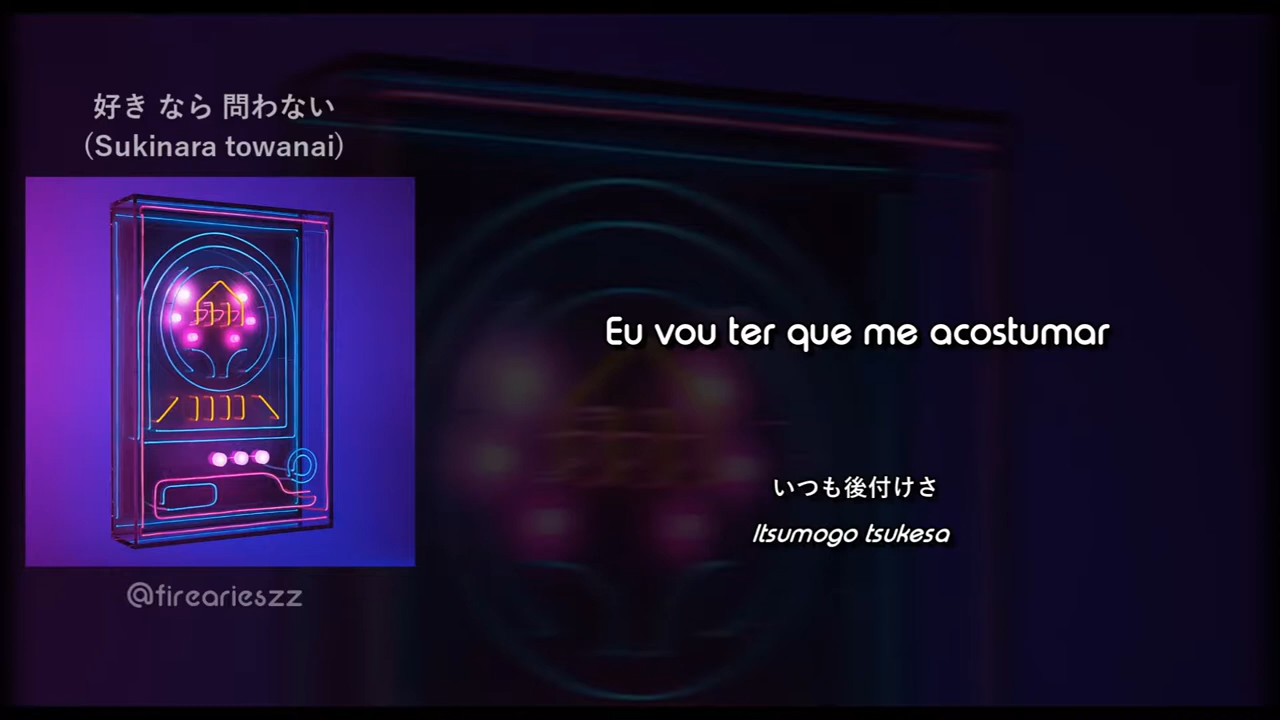 好き なら 問わない
(Sukinara towanai)
@firearieszz
Eu vou ter que me acostumar
いつも後付けさ
Itsumogo tsukesa